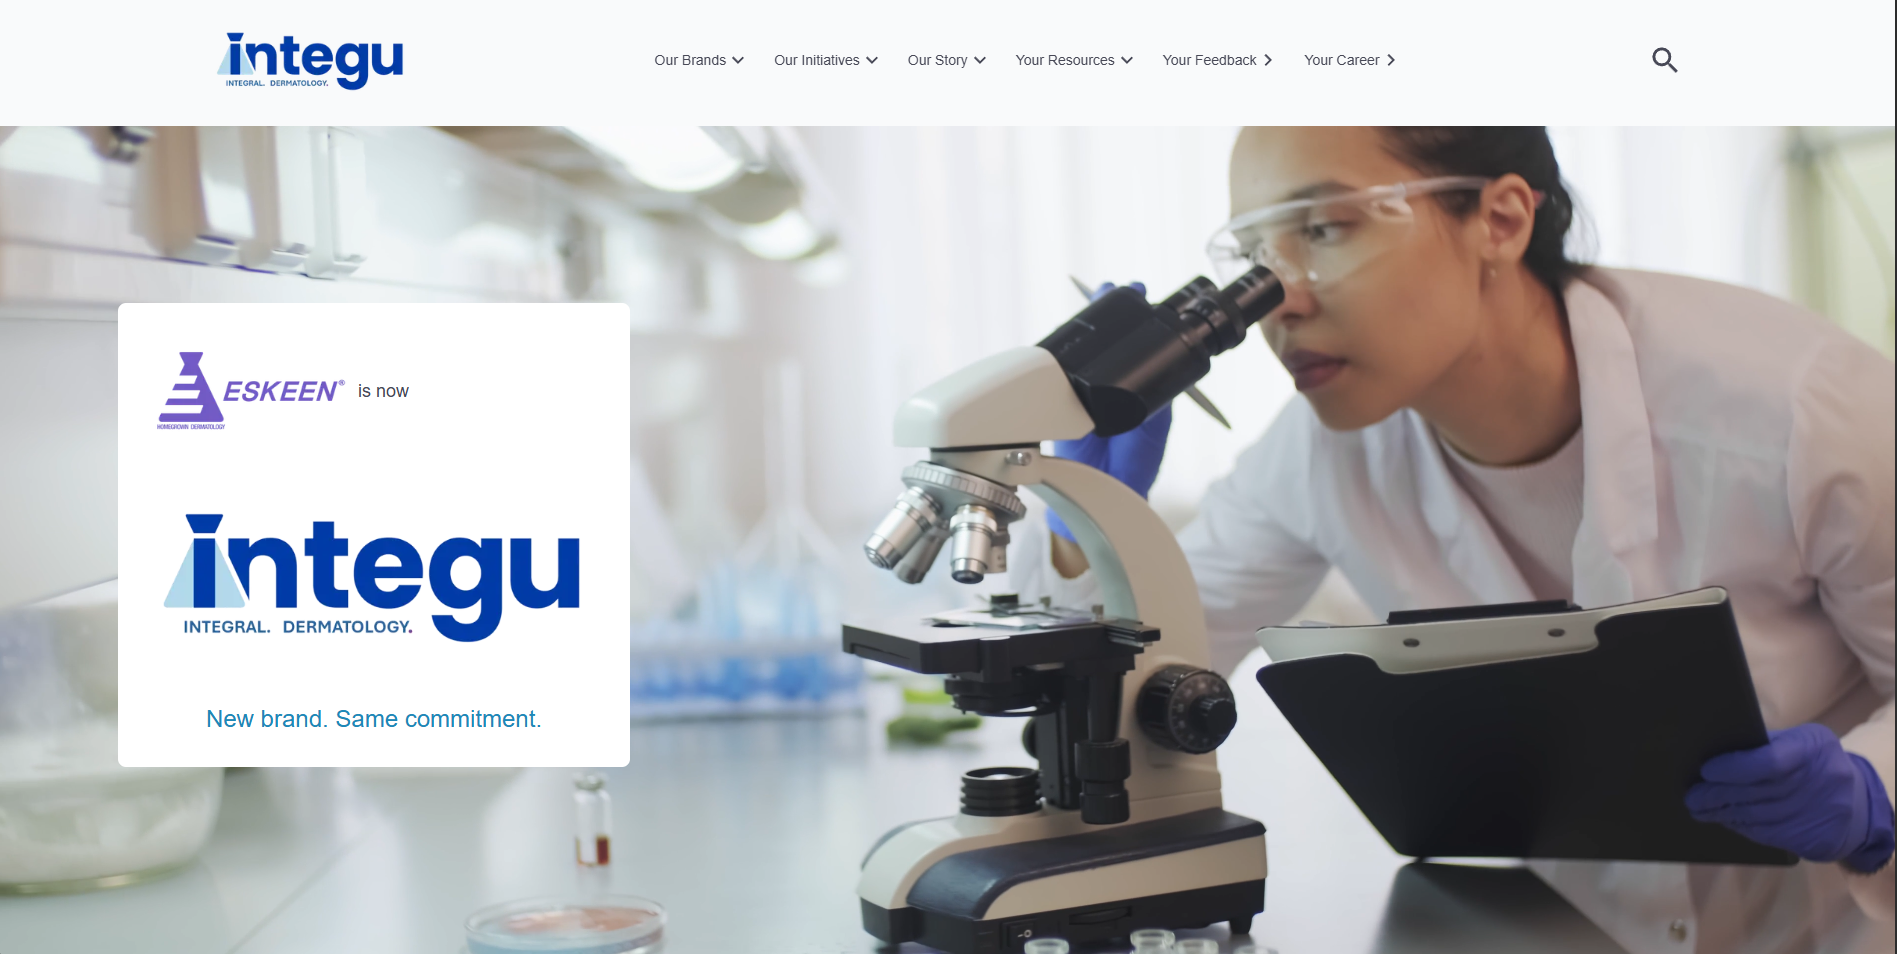 integu
INTEGRAL. DERMATOLOGY.
Our Brands
Our Initiatives
Our Story
Your Resources
Your Feedback
Your Career
ESKEEN® is now
HOMEGROWN DERMATOLOGY
integu
INTEGRAL. DERMATOLOGY.
New brand. Same commitment.